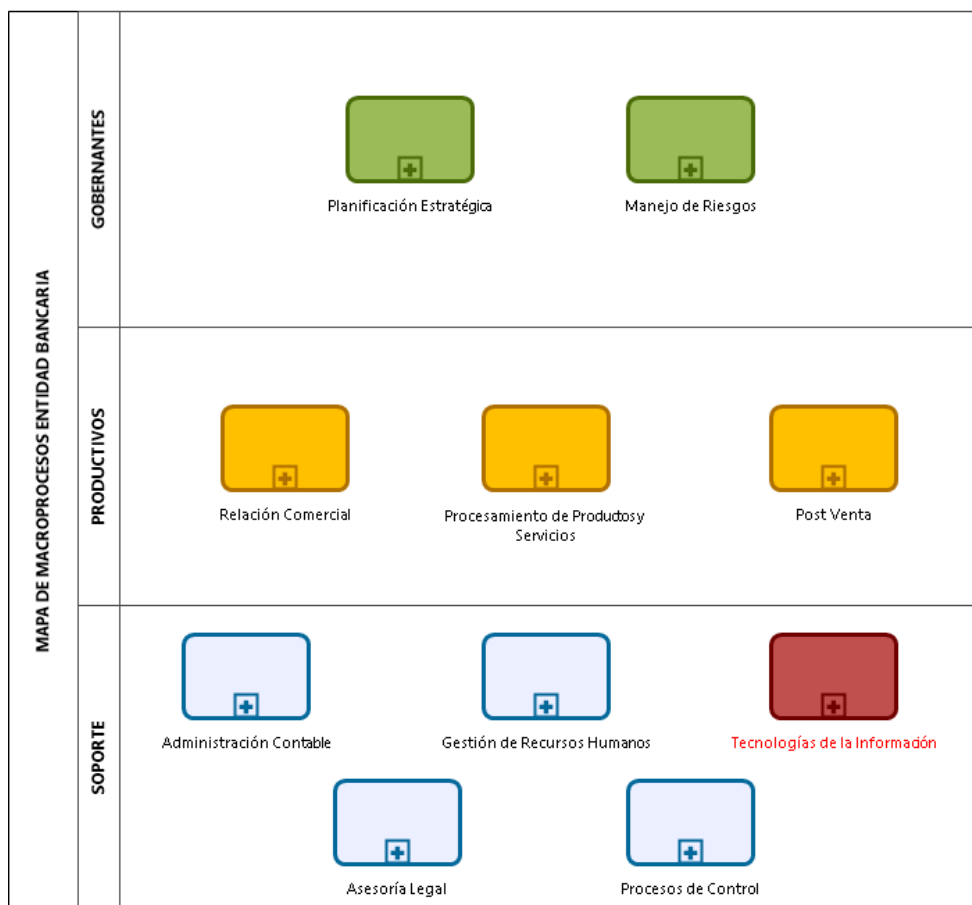 MAPA DE MACROPROCESOS ENTIDAD BANCARIA
GOBERNANTES
Planificación Estratégica
Manejo de Riesgos
PRODUCTIVOS
Relación Comercial
Procesamiento de Productos y
Servicios
Post Venta
SOPORTE
Administración Contable
Gestión de Recursos Humanos
Tecnologías de la Información
Asesoría Legal
Procesos de Control